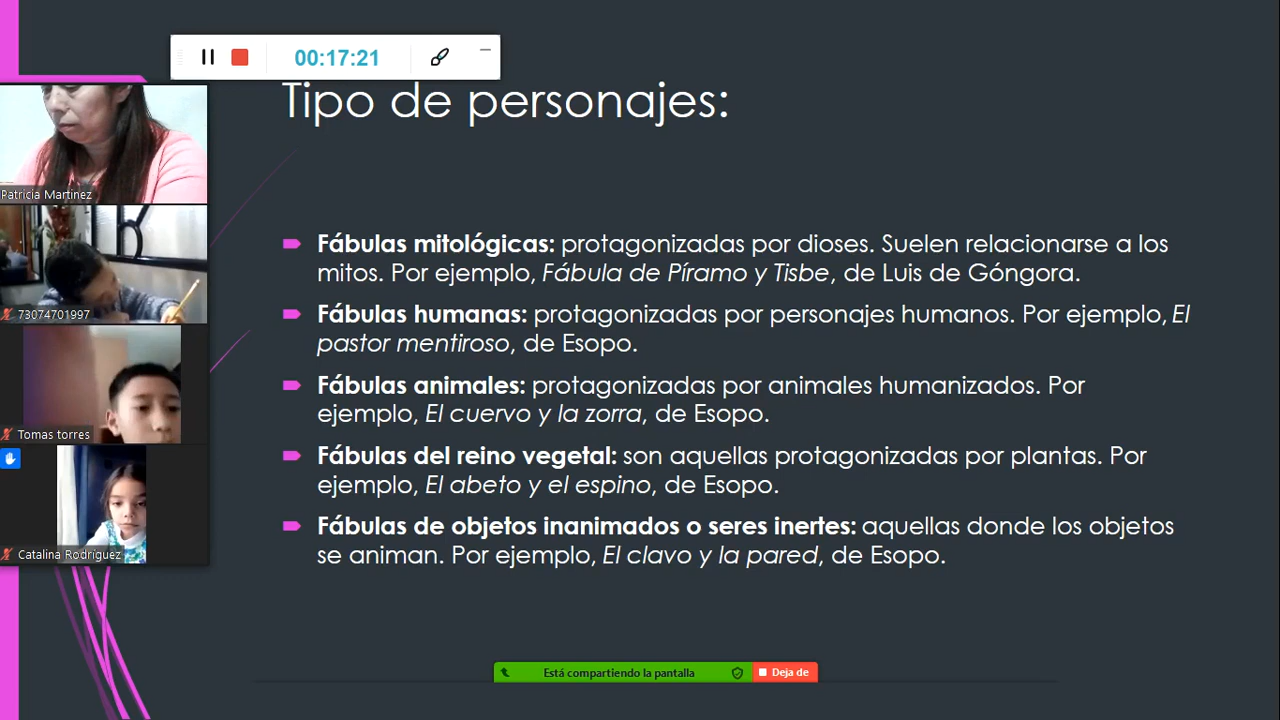 00:17:21
Tipo de personajes:
Patricia Martinez
73074701997
Tomas torres
Catalina Rodriguez
Fábulas mitológicas: protagonizadas por dioses. Suelen relacionarse a los
mitos. Por ejemplo, Fábula de Píramo y Tisbe, de Luis de Góngora.
Fábulas humanas: protagonizadas por personajes humanos. Por ejemplo, El
pastor mentiroso, de Esopo.
Fábulas animales: protagonizadas por animales humanizados. Por
ejemplo, El cuervo y la zorra, de Esopo.
Fábulas del reino vegetal: son aquellas protagonizadas por plantas. Por
ejemplo, El abeto y el espino, de Esopo.
Fábulas de objetos inanimados o seres inertes: aquellas donde los objetos
se animan. Por ejemplo, El clavo y la pared, de Esopo.
Está compartiendo la pantalla
Deja de